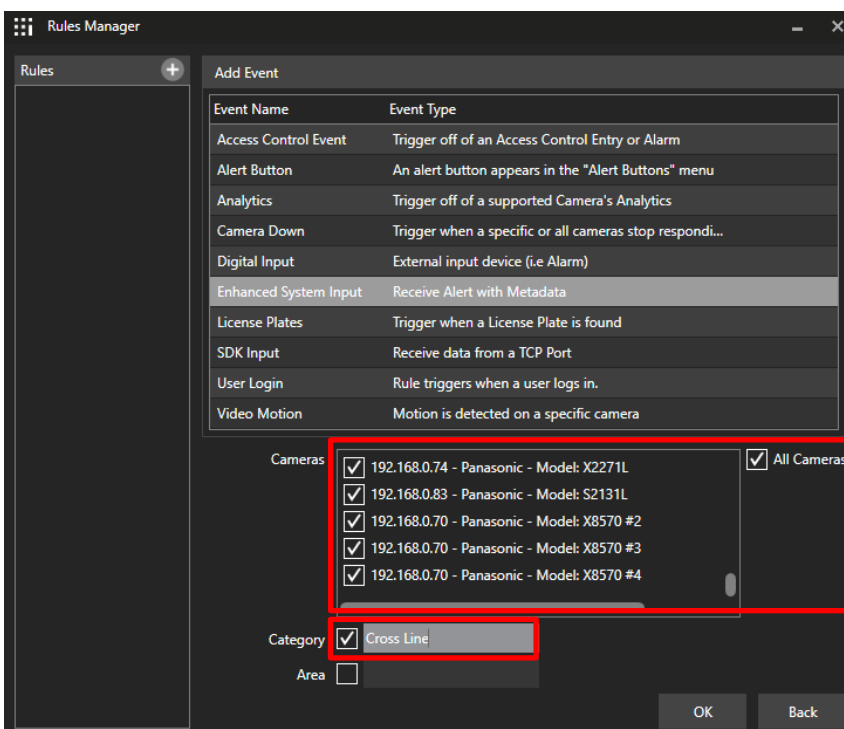 Rules Manager
Rules
Add Event
Event Name Event Type
Access Control Event Trigger off of an Access Control Entry or Alarm
Alert Button An alert button appears in the "Alert Buttons" menu
Analytics Trigger off of a supported Camera's Analytics
Camera Down Trigger when a specific or all cameras stop respondi...
Digital Input External input device (i.e Alarm)
Enhanced System Input Receive Alert with Metadata
License Plates Trigger when a License Plate is found
SDK Input Receive data from a TCP Port
User Login Rule triggers when a user logs in.
Video Motion Motion is detected on a specific camera
Cameras 192.168.0.74 - Panasonic - Model: X2271L All Cameras
192.168.0.83 - Panasonic - Model: S2131L
192.168.0.70 - Panasonic - Model: X8570 #2
192.168.0.70 - Panasonic - Model: X8570 #3
192.168.0.70 - Panasonic - Model: X8570 #4
Category Cross Line
Area
OK Back